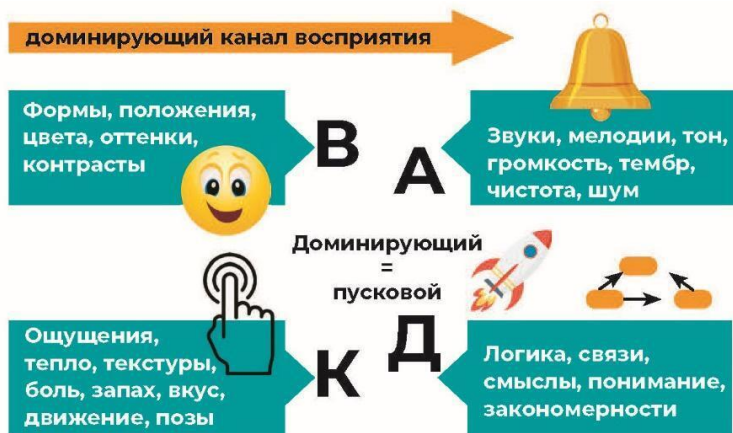 доминирующий канал восприятия
Формы, положения,
цвета, оттенки,
контрасты
В
А
Звуки, мелодии, тон,
громкость, тембр,
чистота, шум
Доминирующий
=
пусковой
Ощущения,
тепло, текстуры,
боль, запах, вкус,
движение, позы
К
Д
Логика, связи,
смыслы, понимание,
закономерности